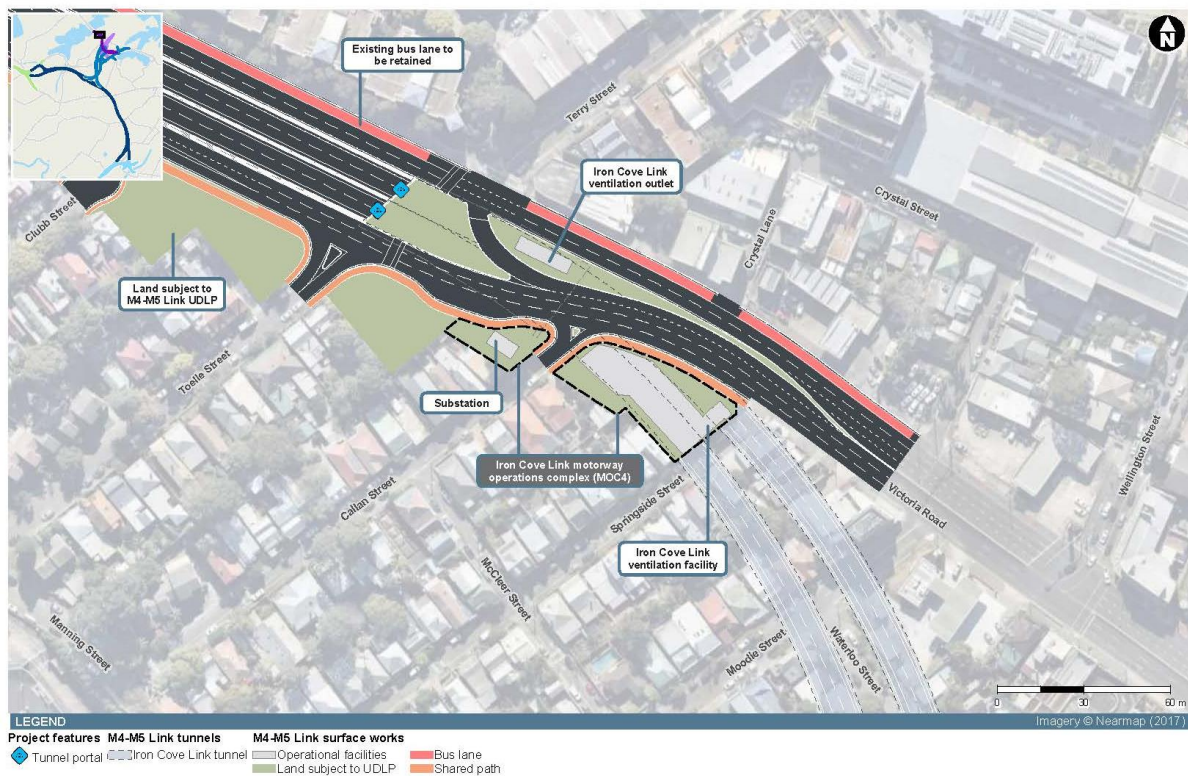 N
Existing bus lane to
be retained
Terry Street
Iron Cove Link
ventilation outlet
Crystal Street
Crystal Lane
Clubb Street
Land subject to
M4-M5 Link UDLP
Toelle Street
Substation
Iron Cove Link motorway
operations complex (MOC4)
Callan Street
Springside Street
Victoria Road
Wellington Street
Iron Cove Link
ventilation facility
McCleer Street
Manning Street
Moodie Street
Waterloo Street
0 30 60 m
LEGEND
Imagery © Nearmap (2017)
Project features M4-M5 Link tunnels M4-M5 Link surface works
Tunnel portal Iron Cove Link tunnel Operational facilities Bus lane
Land subject to UDLP Shared path